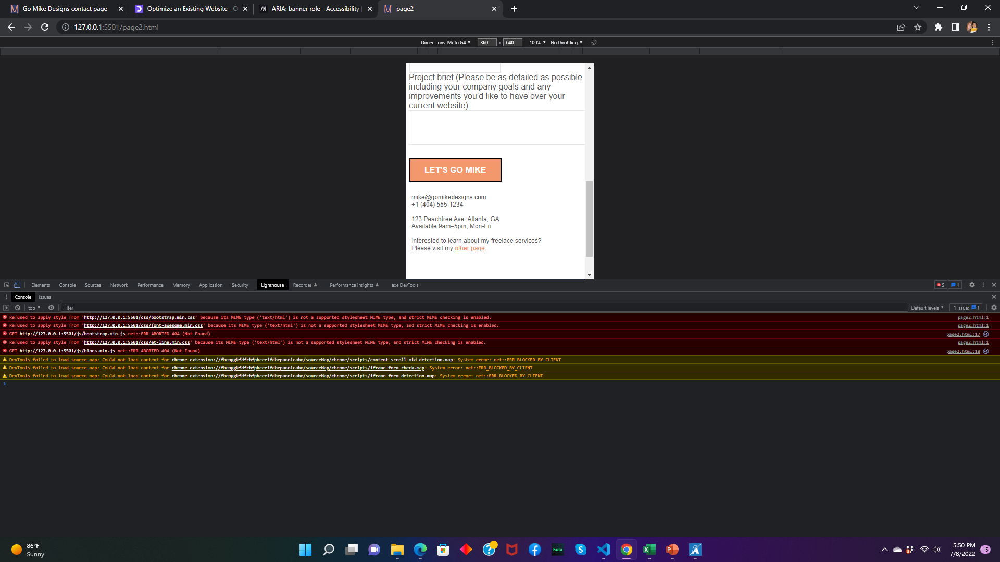 Go Mike Designs contact page
Optimize an Existing Website - O
ARIA: banner role - Accessibility |
page2
127.0.0.1:5501/page2.html
Dimensions: Moto G4 ▼ 360 × 640 100% ▼ No throttling ▼
Project brief (Please be as detailed as possible
including your company goals and any
improvements you’d like to have over your
current website)
LET'S GO MIKE
mike@gomikedesigns.com
+1 (404) 555-1234
123 Peachtree Ave. Atlanta, GA
Available 9am–5pm, Mon-Fri
Interested to learn about my freelace services?
Please visit my other page.
Elements Console Sources Network Performance Memory Application Security Lighthouse Recorder Performance insights axe DevTools 5 1
Console Issues
top ▼ Filter Default levels ▼ 1 Issue: 1
Refused to apply style from 'http://127.0.0.1:5501/css/bootstrap.min.css' because its MIME type ('text/html') is not a supported stylesheet MIME type, and strict MIME checking is enabled. page2.html:1
Refused to apply style from 'http://127.0.0.1:5501/css/font-awesome.min.css' because its MIME type ('text/html') is not a supported stylesheet MIME type, and strict MIME checking is enabled. page2.html:1
GET http://127.0.0.1:5501/js/bootstrap.min.js net::ERR_ABORTED 404 (Not Found) page2.html:17
Refused to apply style from 'http://127.0.0.1:5501/css/et-line.min.css' because its MIME type ('text/html') is not a supported stylesheet MIME type, and strict MIME checking is enabled. page2.html:1
GET http://127.0.0.1:5501/js/blocs.min.js net::ERR_ABORTED 404 (Not Found) page2.html:18
DevTools failed to load source map: Could not load content for chrome-extension://fheoggkfdfchfphceeifdbepaooicaho/sourceMap/chrome/scripts/content_scroll_mid_detection.map: System error: net::ERR_BLOCKED_BY_CLIENT
DevTools failed to load source map: Could not load content for chrome-extension://fheoggkfdfchfphceeifdbepaooicaho/sourceMap/chrome/scripts/iframe_form_check.map: System error: net::ERR_BLOCKED_BY_CLIENT
DevTools failed to load source map: Could not load content for chrome-extension://fheoggkfdfchfphceeifdbepaooicaho/sourceMap/chrome/scripts/iframe_form_detection.map: System error: net::ERR_BLOCKED_BY_CLIENT
86°F
Sunny
hulu
5:50 PM
7/8/2022
15